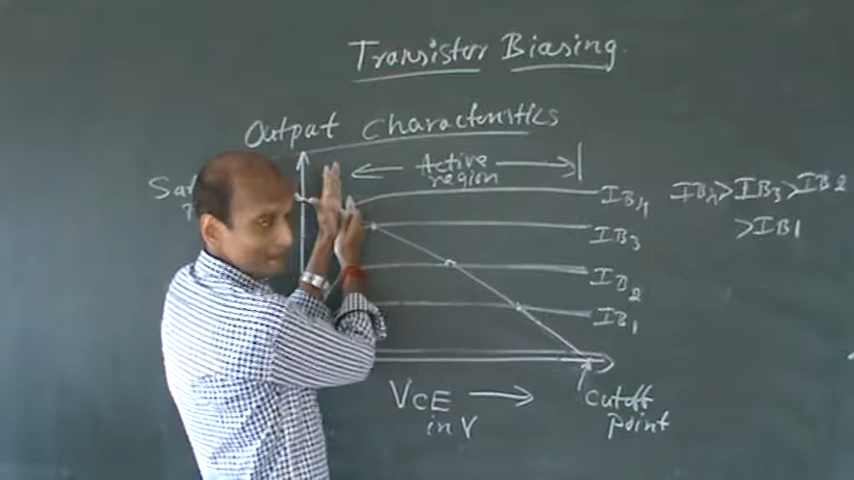 Transistor Biasing
Output Characteristics
Active
region
IB4
IB4>IB3>IB2
>IB1
IB3
IB2
IB1
VCE
in V
Cutoff
point